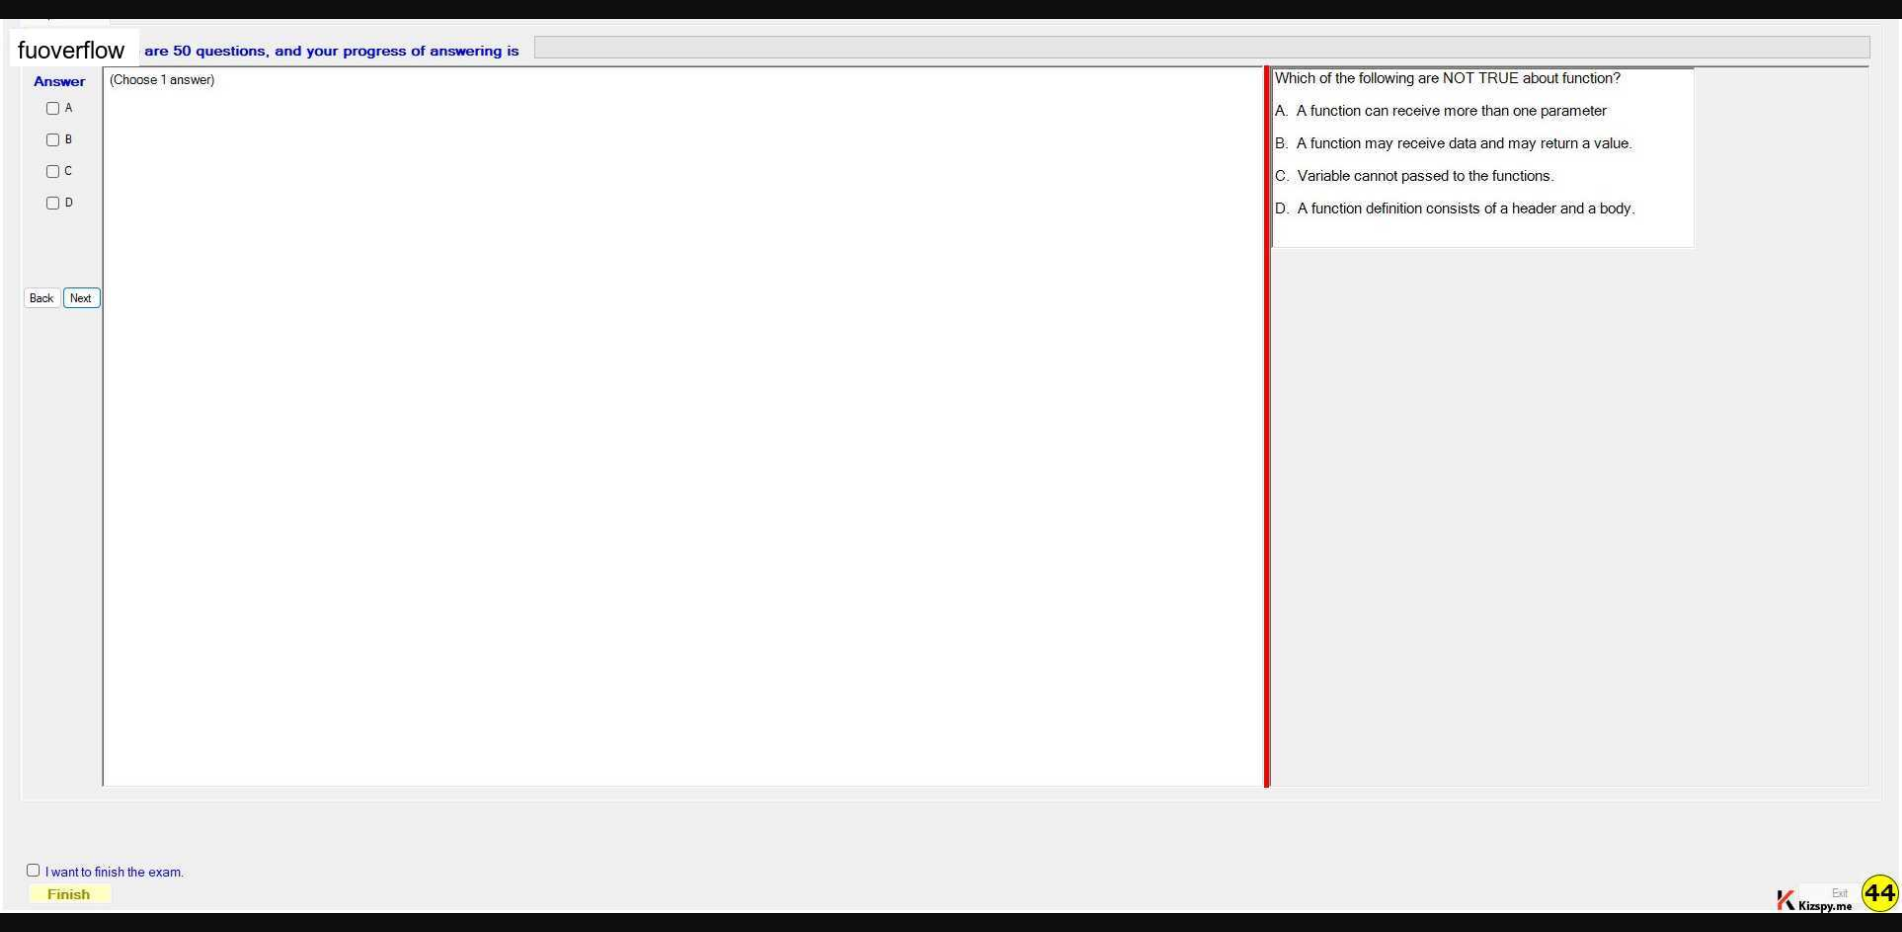 fuoverflow are 50 questions, and your progress of answering is
Answer
(Choose 1 answer)
A
B
C
D
Back Next
Which of the following are NOT TRUE about function?
A. A function can receive more than one parameter
B. A function may receive data and may return a value.
C. Variable cannot passed to the functions.
D. A function definition consists of a header and a body.
I want to finish the exam.
Finish
Exit
Kizspy.me
44